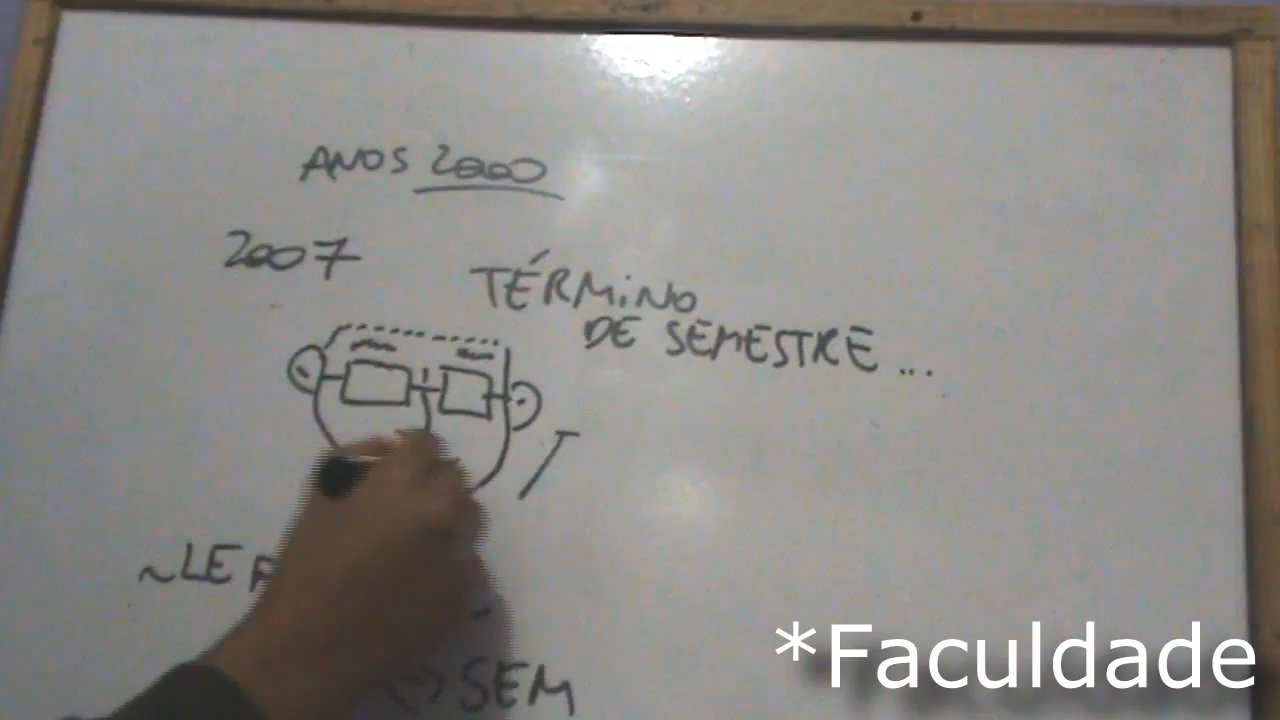 ANOS 2000
2007
TÉRMINO
DE SEMESTRE...
~LE
SEM
*Faculdade